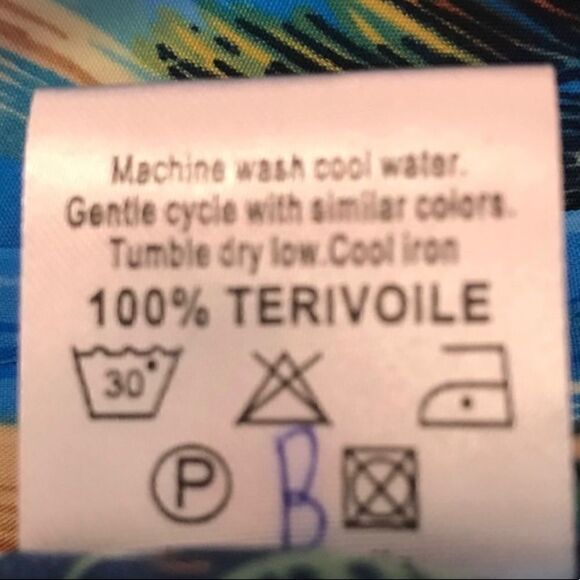 Machine wash cool water.
Gentle cycle with similar colors.
Tumble dry low.Cool iron
100% TERIVOILE
30°
P
B